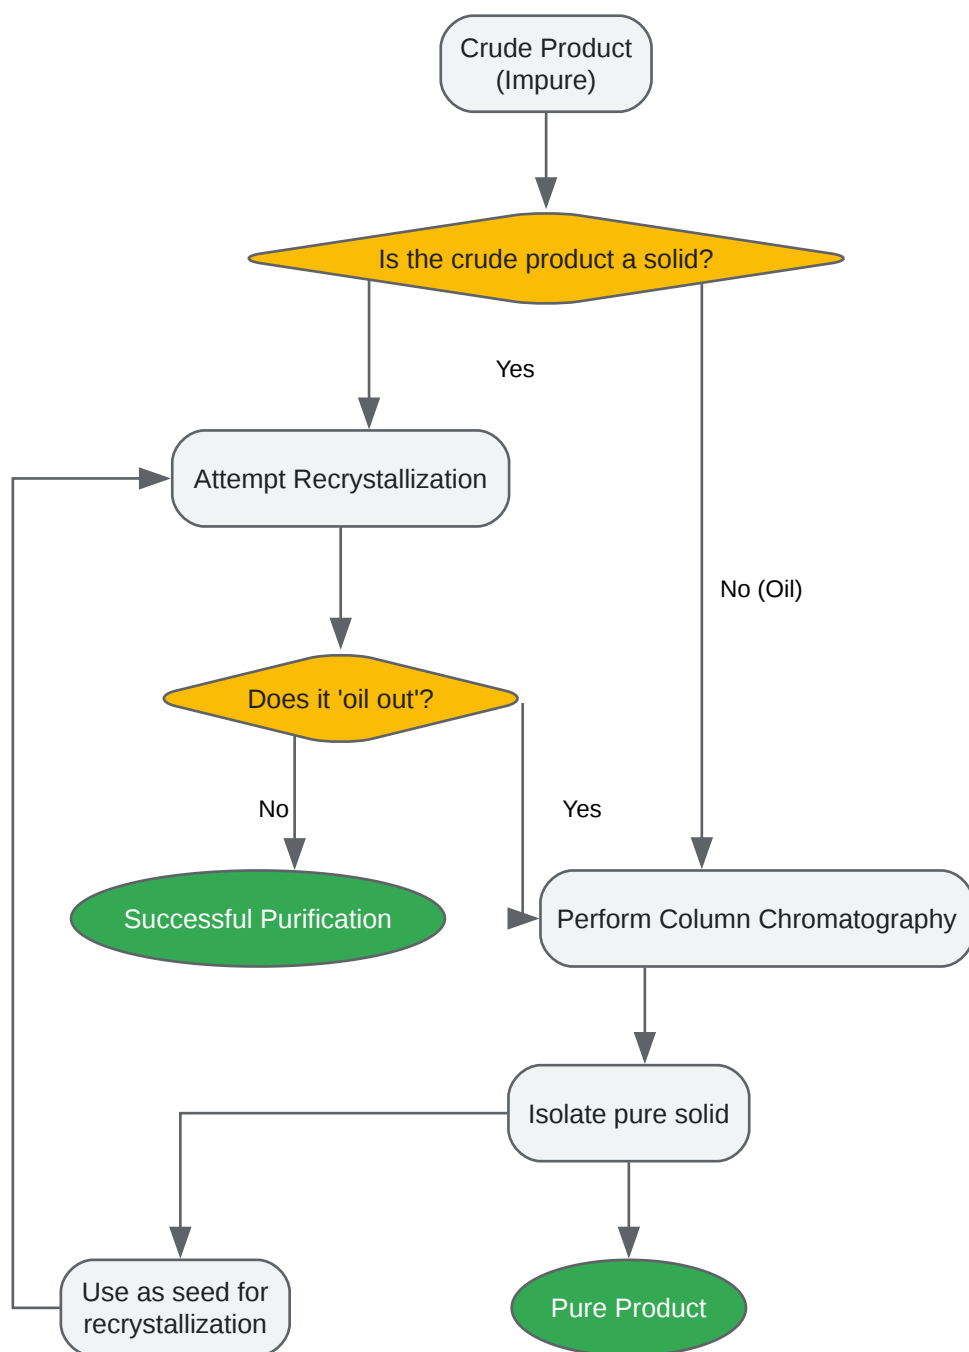 Crude Product
(Impure)
Is the crude product a solid?
Yes
Attempt Recrystallization
No (Oil)
Does it 'oil out'?
No
Yes
Successful Purification
Perform Column Chromatography
Isolate pure solid
Use as seed for
recrystallization
Pure Product